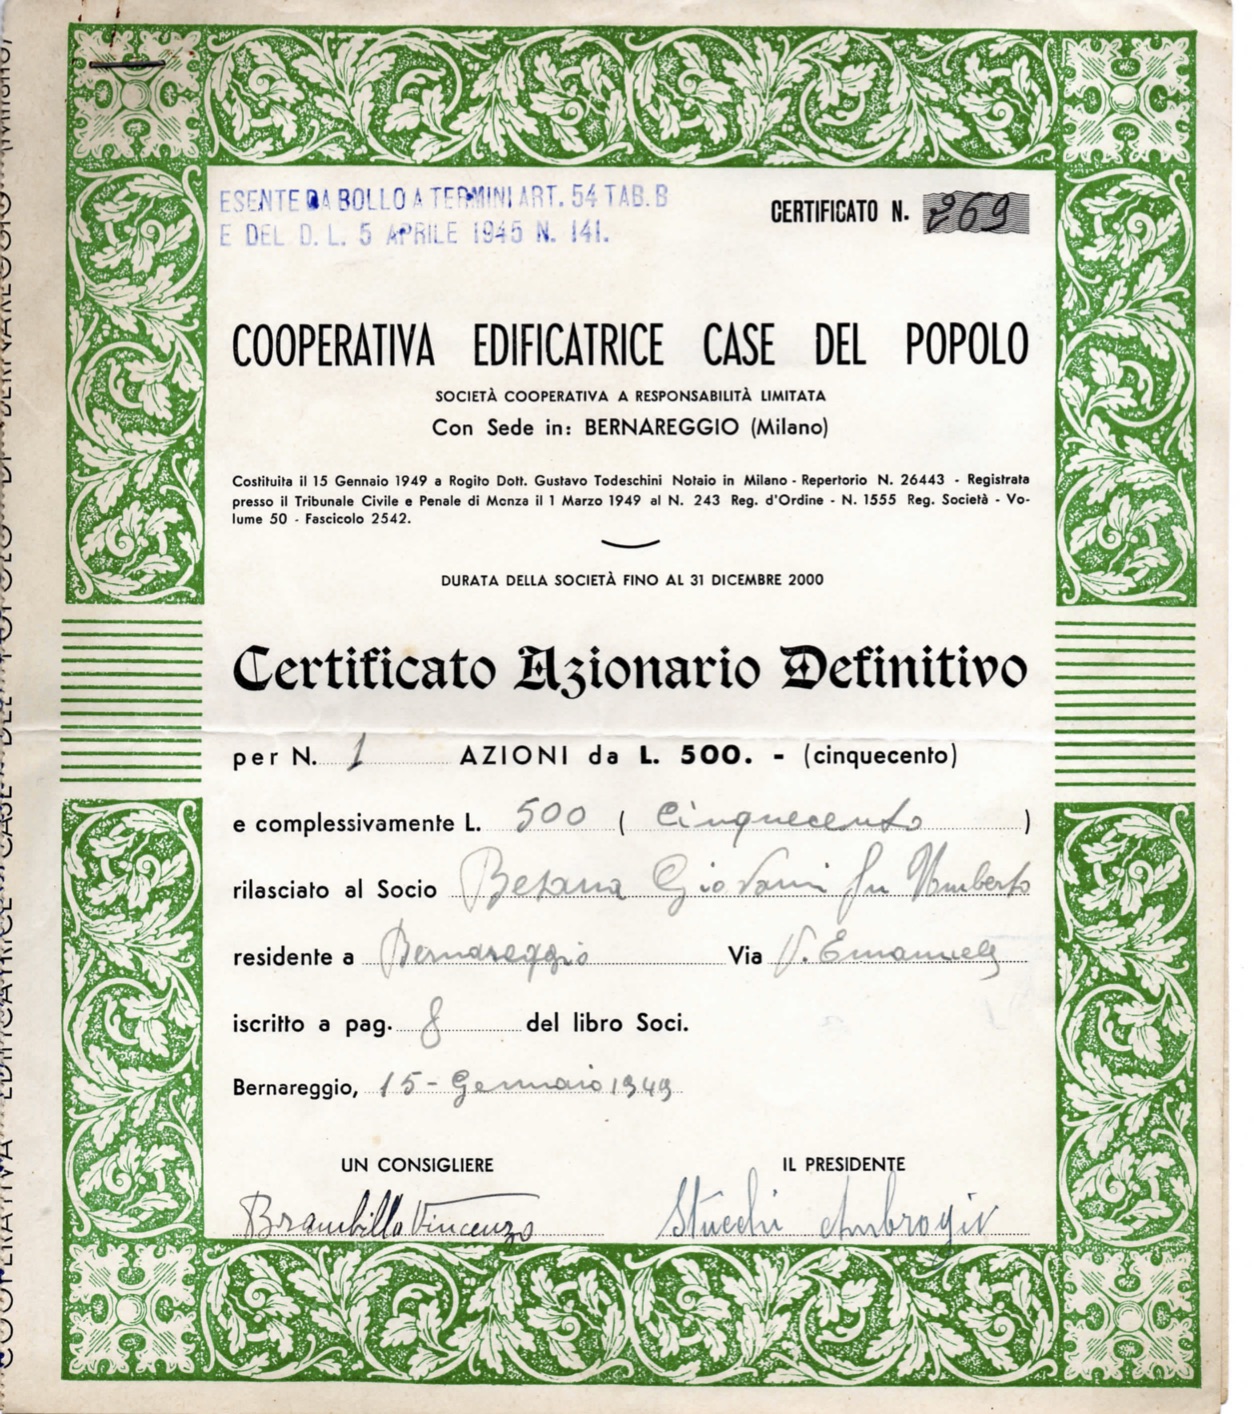 ESENTE DA BOLLO A TERMINI ART. 54 TAB. B
E DEL D. L. 5 APRILE 1945 N. 141.
CERTIFICATO N. 269
COOPERATIVA EDIFICATRICE CASE DEL POPOLO
SOCIETÀ COOPERATIVA A RESPONSABILITÀ LIMITATA
Con Sede in: BERNAREGGIO (Milano)
Costituita il 15 Gennaio 1949 a Rogito Dott. Gustavo Todeschini Notaio in Milano - Repertorio N. 26443 - Registrata
presso il Tribunale Civile e Penale di Monza il 1 Marzo 1949 al N. 243 Reg. d'Ordine - N. 1555 Reg. Società - Vo-
lume 50 - Fascicolo 2542.
DURATA DELLA SOCIETÀ FINO AL 31 DICEMBRE 2000
Certificato Azionario Definitivo
per N. 1 AZIONI da L. 500. - (cinquecento)
e complessivamente L. 500 ( Cinquecento )
rilasciato al Socio Besana Giovanni fu Umberto
residente a Bernareggio Via V. Emanuele
iscritto a pag. 8 del libro Soci.
Bernareggio, 15 - Gennaio 1949
UN CONSIGLIERE IL PRESIDENTE
Brambilla Vincenzo Stucchi Ambrogio